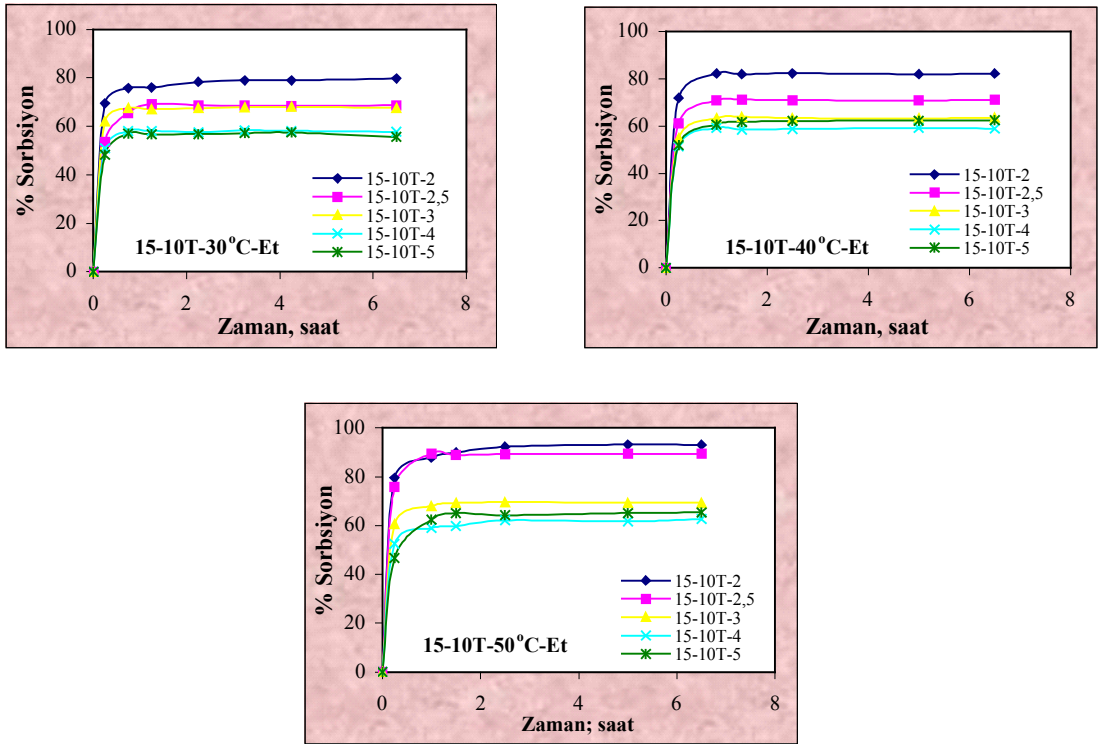 100
80
60
40
20
0
% Sorbsiyon
15-10T-2
15-10T-2,5
15-10T-3
15-10T-4
15-10T-5
15-10T-30°C-Et
0 2 4 6 8
Zaman, saat
100
80
60
40
20
0
% Sorbsiyon
15-10T-2
15-10T-2,5
15-10T-3
15-10T-4
15-10T-5
15-10T-40°C-Et
0 2 4 6 8
Zaman, saat
100
80
60
40
20
0
% Sorbsiyon
15-10T-2
15-10T-2,5
15-10T-3
15-10T-4
15-10T-5
15-10T-50°C-Et
0 2 4 6 8
Zaman; saat